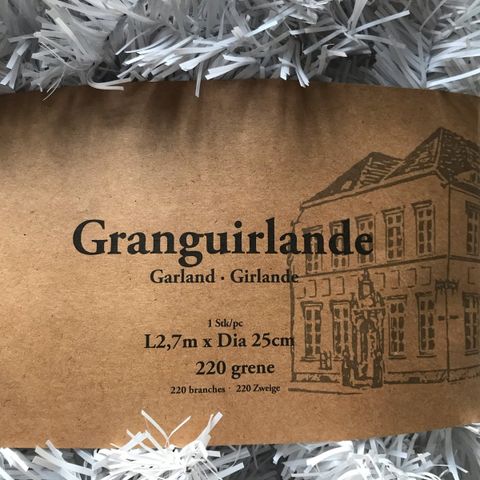 Granguirlande
Garland · Girlande
1 Stk/pc
L2,7m x Dia 25cm
220 grene
220 branches · 220 Zweige